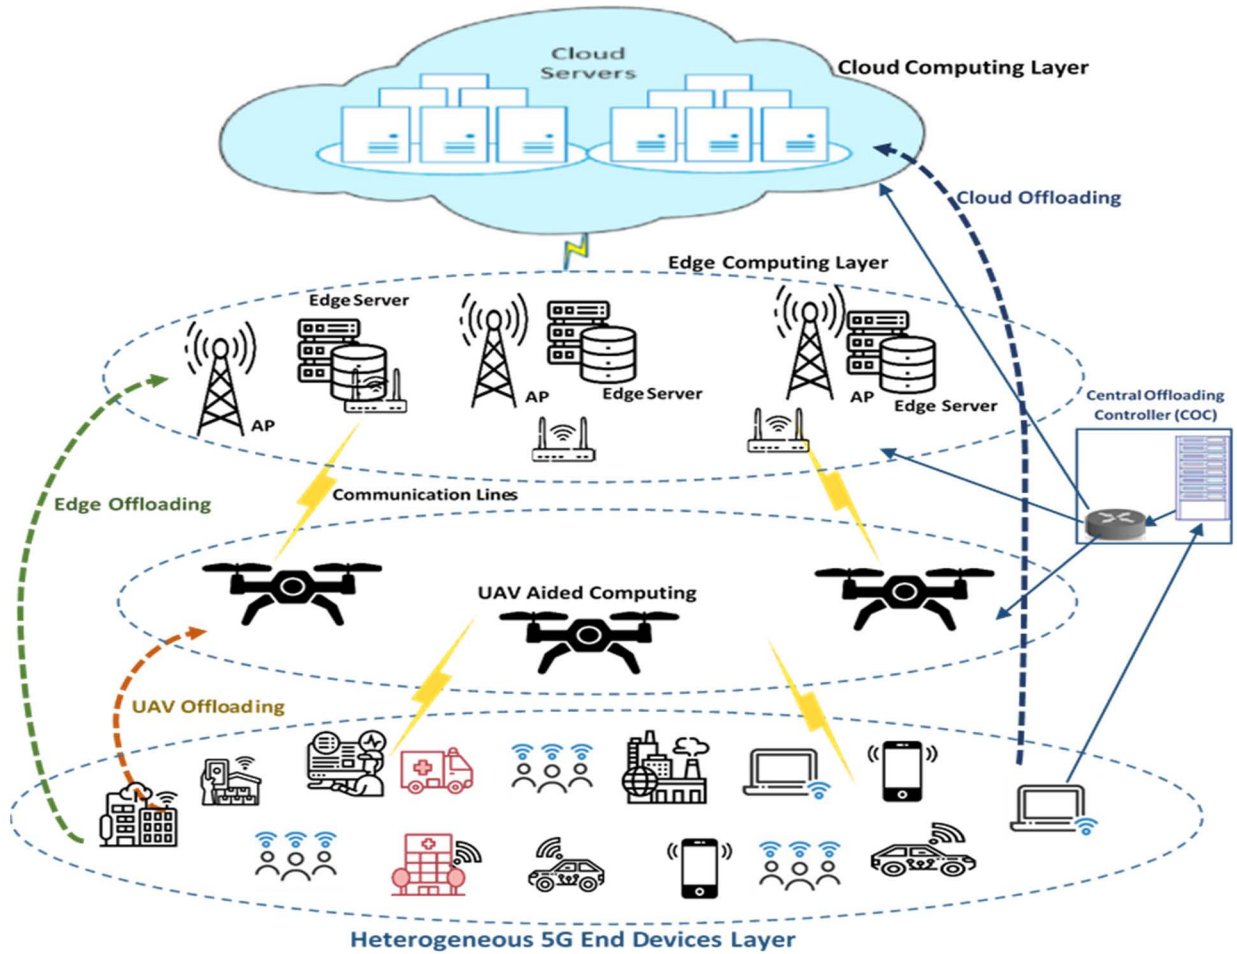 Cloud
Servers
Cloud Computing Layer
Cloud Offloading
Edge Computing Layer
Edge Server
AP
AP
Edge Server
AP
Edge Server
Central Offloading
Controller (COC)
Edge Offloading
Communication Lines
UAV Aided Computing
UAV Offloading
Heterogeneous 5G End Devices Layer